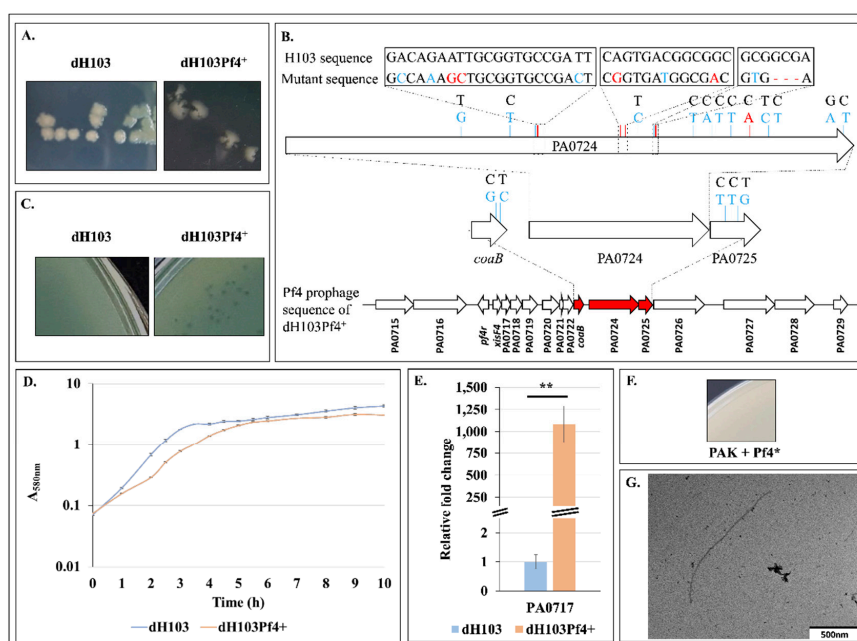 A.
dH103
dH103Pf4+
B.
H103 sequence
GACAGAATTGCGGTGCCGATT
CAGTGACGGCGGC
GCGGCGA
Mutant sequence
GCCAAAGCTGCGGTGCCGACT
CGGTGATGGCGAC
GTG---A
T C T C C C C C T C G C
G T C T A T T A C T A T
PA0724
C T
G C
C C T
T T G
coaB
PA0724
PA0725
Pf4 prophage
sequence of
dH103Pf4+
PA0715
PA0716
pf4r
xisF4
PA0717
PA0718
PA0719
PA0720
PA0721
PA0722
coaB
PA0724
PA0725
PA0726
PA0727
PA0728
PA0729
C.
dH103
dH103Pf4+
D.
10
1
0.1
0.01
A580nm
0 1 2 3 4 5 6 7 8 9 10
Time (h)
dH103
dH103Pf4+
E.
**
1,500
1,250
1,000
750
500
250
2
1
0
Relative fold change
PA0717
dH103
dH103Pf4+
F.
PAK + Pf4*
G.
500nm